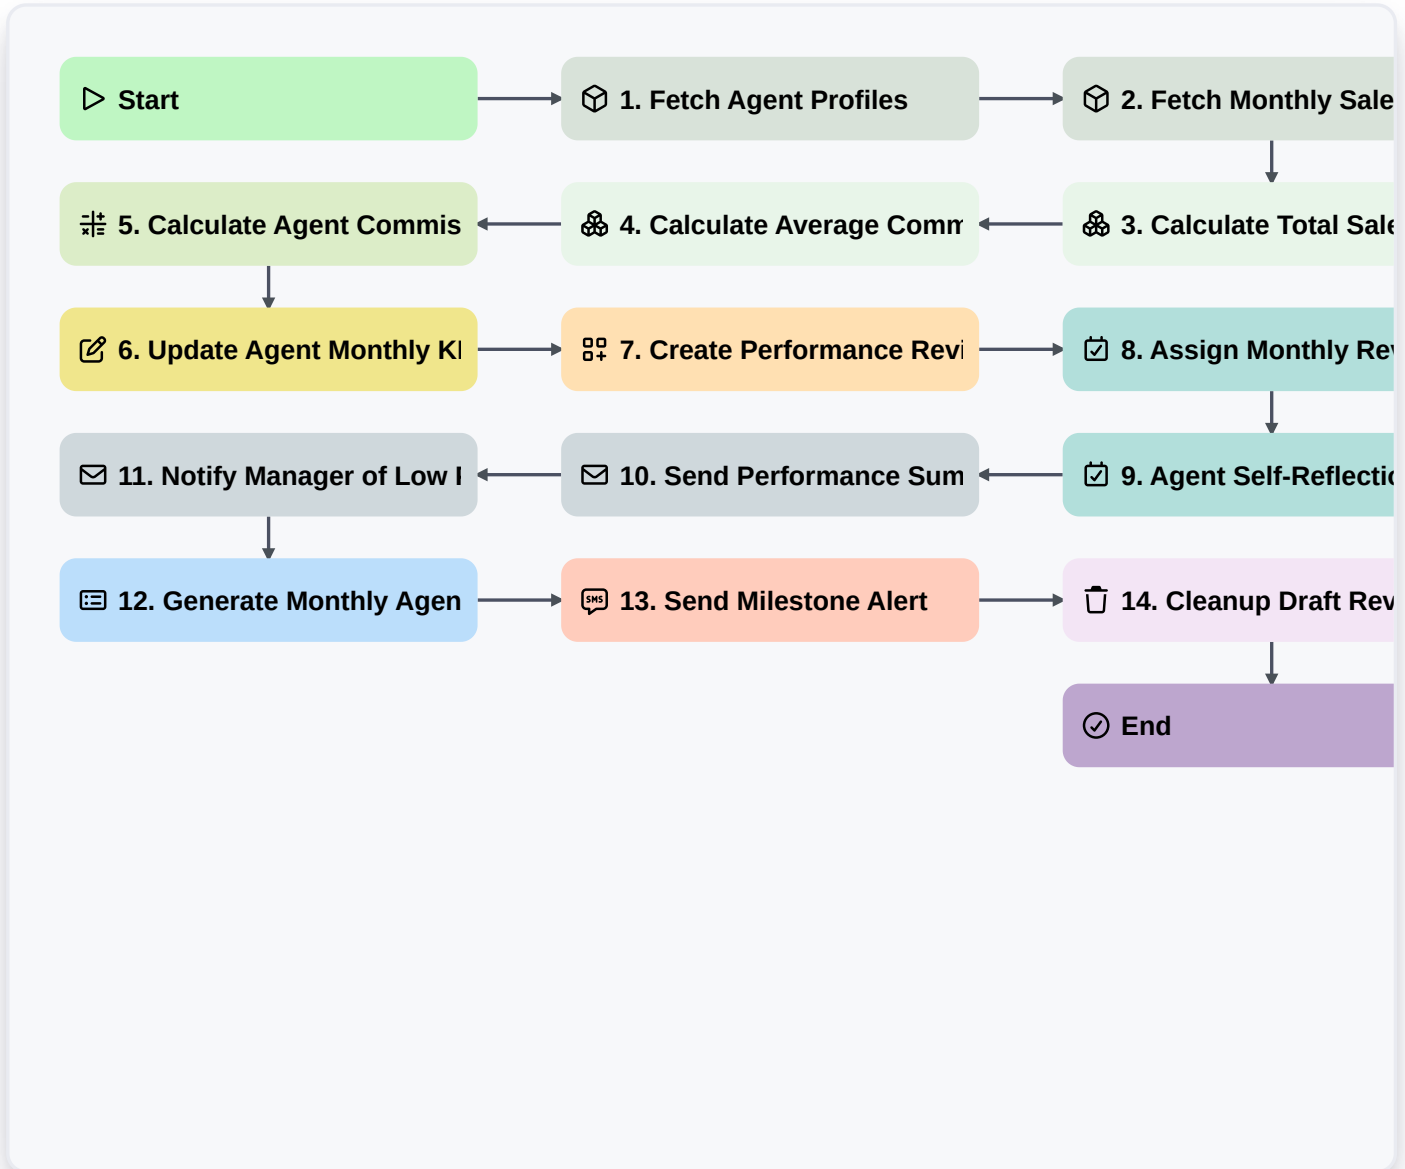 Start
1. Fetch Agent Profiles
2. Fetch Monthly Sale
5. Calculate Agent Commis
4. Calculate Average Comm
3. Calculate Total Sale
6. Update Agent Monthly
7. Create Performance Revi
8. Assign Monthly Rev
11. Notify Manager of Low
10. Send Performance Sum
9. Agent Self-Reflectio
12. Generate Monthly Agen
SMS
13. Send Milestone Alert
14. Cleanup Draft Rev
End